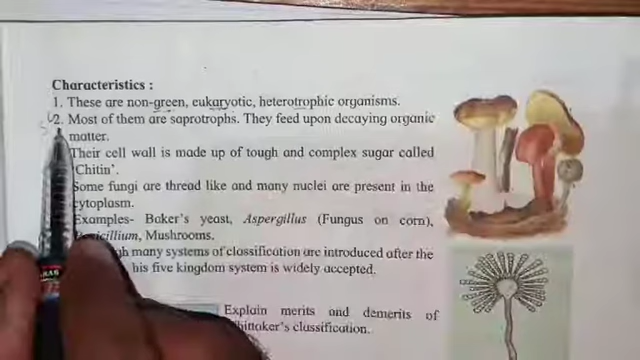 Characteristics :
1. These are non-green, eukaryotic, heterotrophic organisms.
2. Most of them are saprotrophs. They feed upon decaying organic
matter.
Their cell wall is made up of tough and complex sugar called
'Chitin'.
Some fungi are thread like and many nuclei are present in the
cytoplasm.
Examples- Baker's yeast, Aspergillus (Fungus on corn),
Penicillium, Mushrooms.
many systems of classification are introduced after the
his five kingdom system is widely accepted.
Explain merits and demerits of
Whittaker's classification.